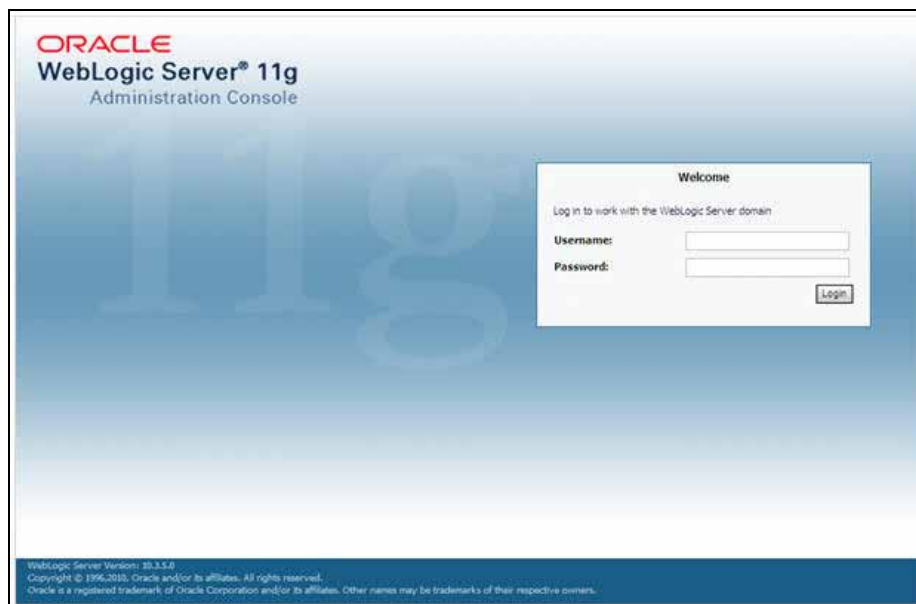 ORACLE
WebLogic Server® 11g
Administration Console
11g
Welcome
Log in to work with the WebLogic Server domain
Username:
Password:
Login
WebLogic Server Version: 10.3.5.0
Copyright © 1996,2010, Oracle and/or its affiliates. All rights reserved.
Oracle is a registered trademark of Oracle Corporation and/or its affiliates. Other names may be trademarks of their respective owners.